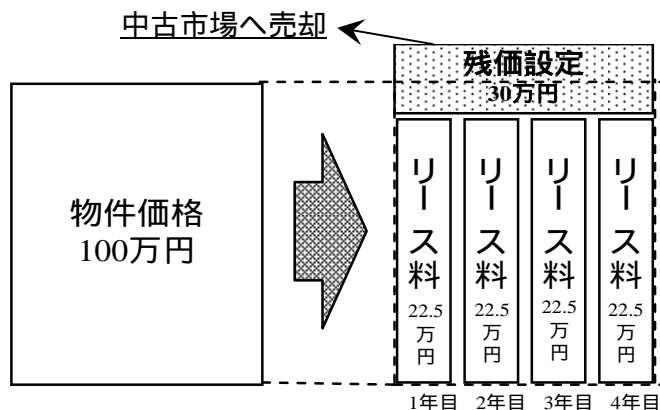 中古市場へ売却
残価設定
30万円
物件価格
100万円
リース料
22.5
万
円
リース料
22.5
万
円
リース料
22.5
万
円
リース料
22.5
万
円
1年目 2年目 3年目 4年目